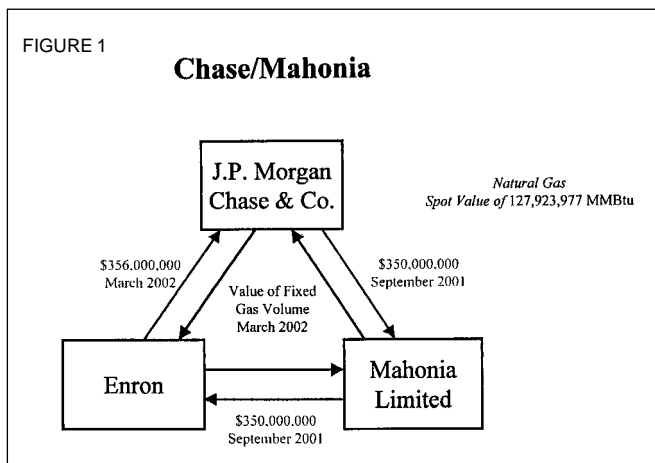 FIGURE 1
Chase/Mahonia
J.P. Morgan
Chase & Co.
Natural Gas
Spot Value of 127,923,977 MMBtu
$356,000,000
March 2002
Value of Fixed
Gas Volume
March 2002
$350,000,000
September 2001
Enron
Mahonia
Limited
$350,000,000
September 2001